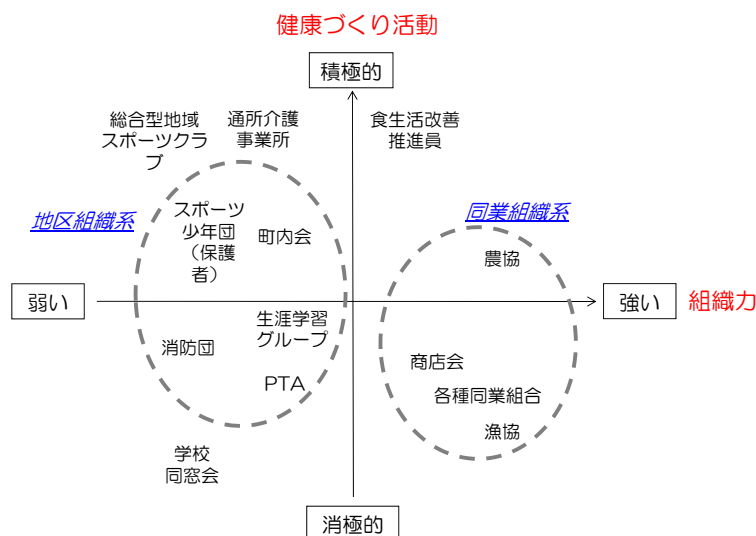 健康づくり活動
積極的
総合型地域
スポーツクラ
ブ
通所介護
事業所
食生活改善
推進員
地区組織系
スポーツ
少年団
（保護
者）
町内会
同業組織系
農協
弱い
強い
組織力
消防団
生涯学習
グループ
PTA
商店会
各種同業組合
漁協
学校
同窓会
消極的